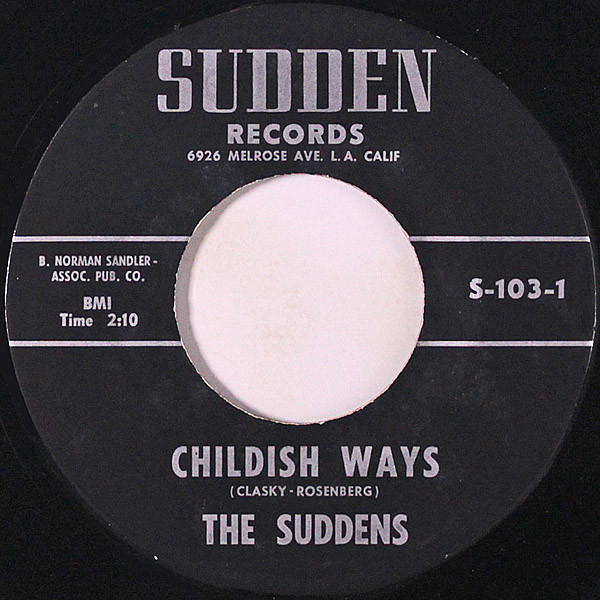 SUDDEN
RECORDS
6926 MELROSE AVE. L.A. CALIF
B. NORMAN SANDLER-
ASSOC. PUB. CO.
BMI
Time 2:10
S-103-1
CHILDISH WAYS
(CLASKY-ROSENBERG)
THE SUDDENS